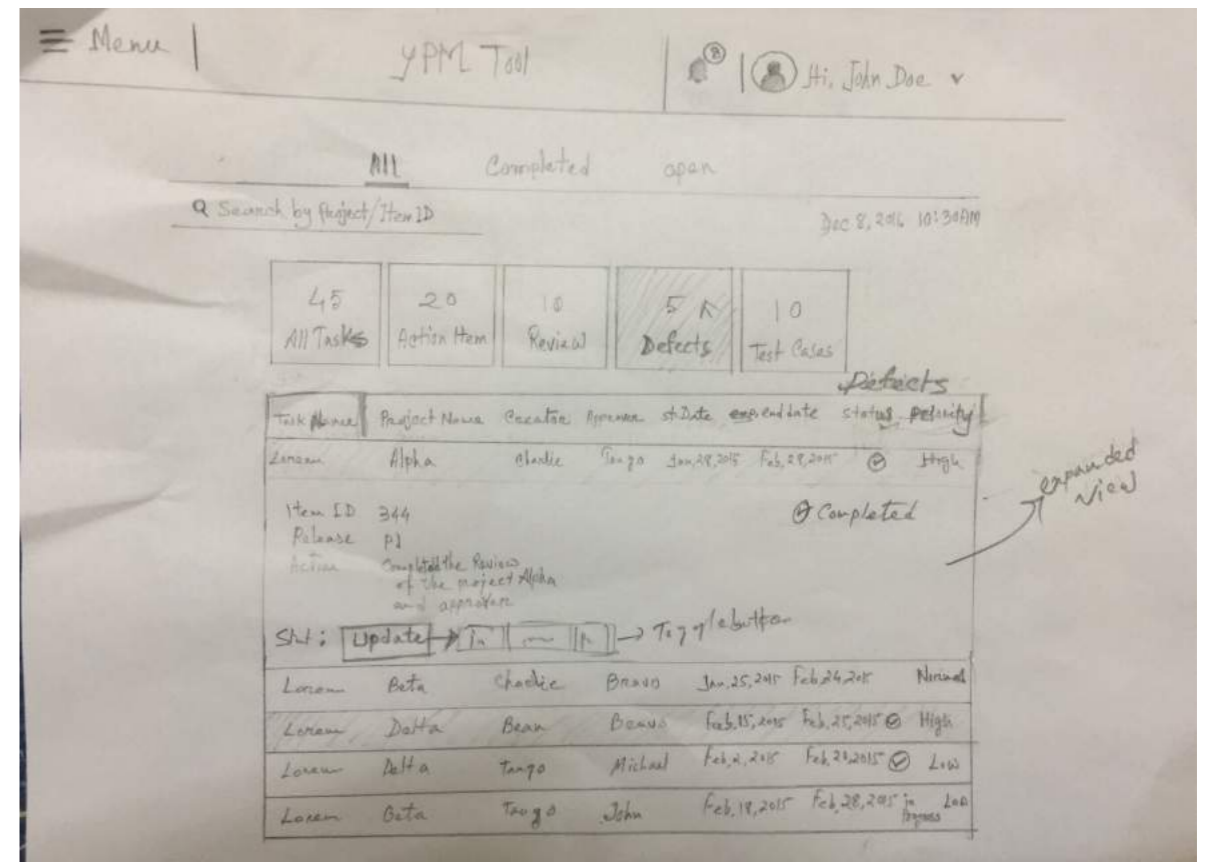 ☰ Menu
YPM Tool
8
Hi, John Doe
All Completed open
Search by Project/Item ID
Dec 8, 2016 10:30AM
45 20 10 5 10
All Tasks Action Item Review Defects Test Cases
Defects
Task Name Project Name Creator Approver st.Date end date status priority
Lorem Alpha Charlie Tango Jan,28,2015 Feb,28,2015 High
Item ID 344
Completed
Release P1
Action Completed the Review
of the project Alpha
and approver
expanded
view
Update Toggle button
Lorem Beta Charlie Bravo Jan,25,2015 Feb,24,2015 Normal
Lorem Delta Bean Feb,15,2015 Feb,25,2015 High
Lorem Delta Tango Michael Feb,2,2015 Feb,20,2015 Low
Lorem Tango John Feb,18,2015 Feb,28,2015 in Progress Low